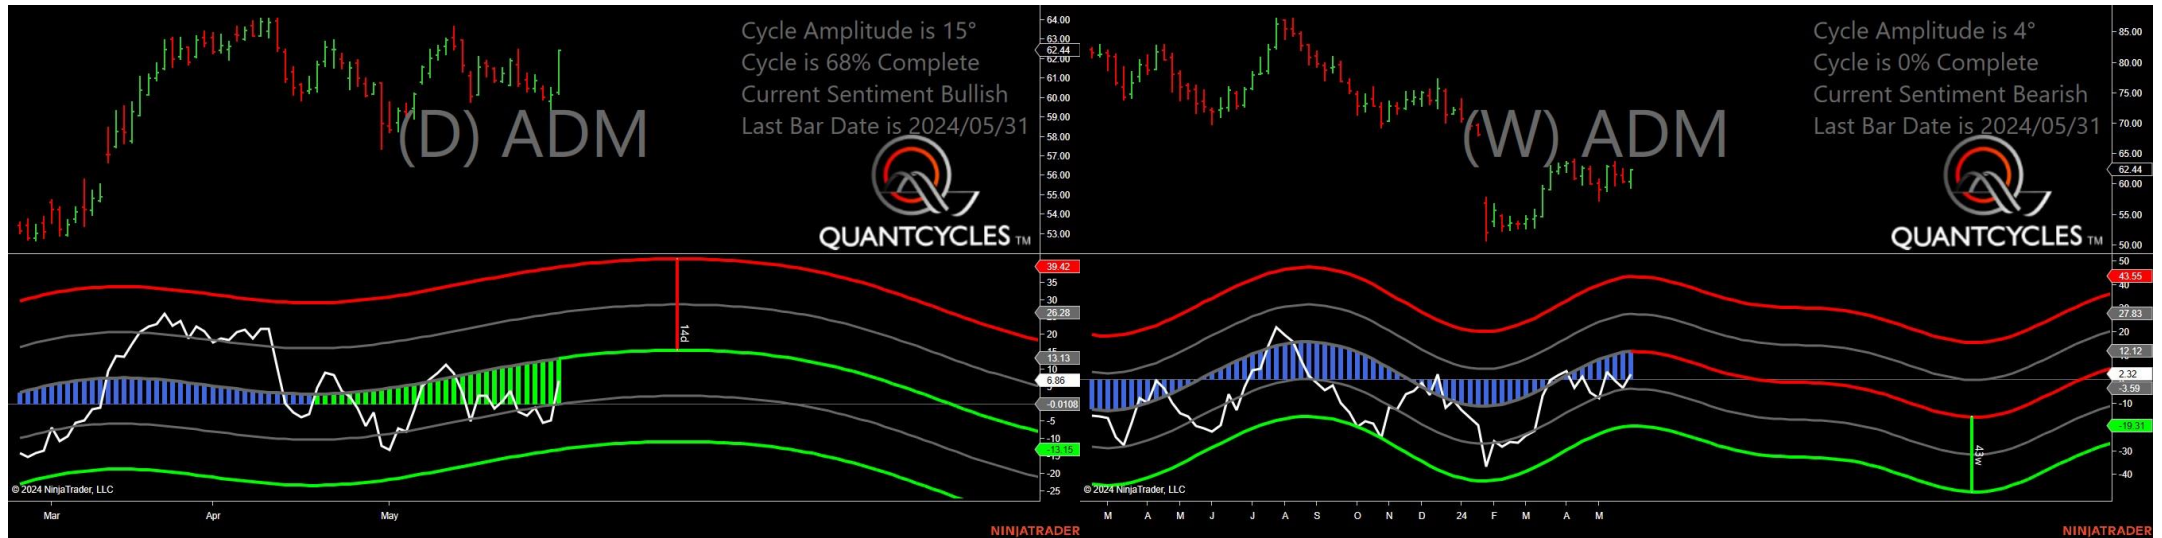 Cycle Amplitude is 15°
Cycle is 68% Complete
Current Sentiment Bullish
Last Bar Date is 2024/05/31
(D) ADM
QUANTCYCLES TM
64.00
63.00
62.44
62.00
61.00
60.00
59.00
58.00
57.00
56.00
55.00
54.00
53.00
39.42
35
30
26.28
20
15
13.13
10
6.86
-0.0108
-5
-10
-13.15
-20
-25
14d
© 2024 NinjaTrader, LLC
Mar Apr May
NINJATRADER
Cycle Amplitude is 4°
Cycle is 0% Complete
Current Sentiment Bearish
Last Bar Date is 2024/05/31
(W) ADM
QUANTCYCLES TM
85.00
80.00
75.00
70.00
65.00
62.44
60.00
55.00
50.00
50
43.55
40
27.83
20
12.12
2.32
-3.59
-10
-19.31
-30
-40
43w
© 2024 NinjaTrader, LLC
M A M J J A S O N D 24 F M A M
NINJATRADER